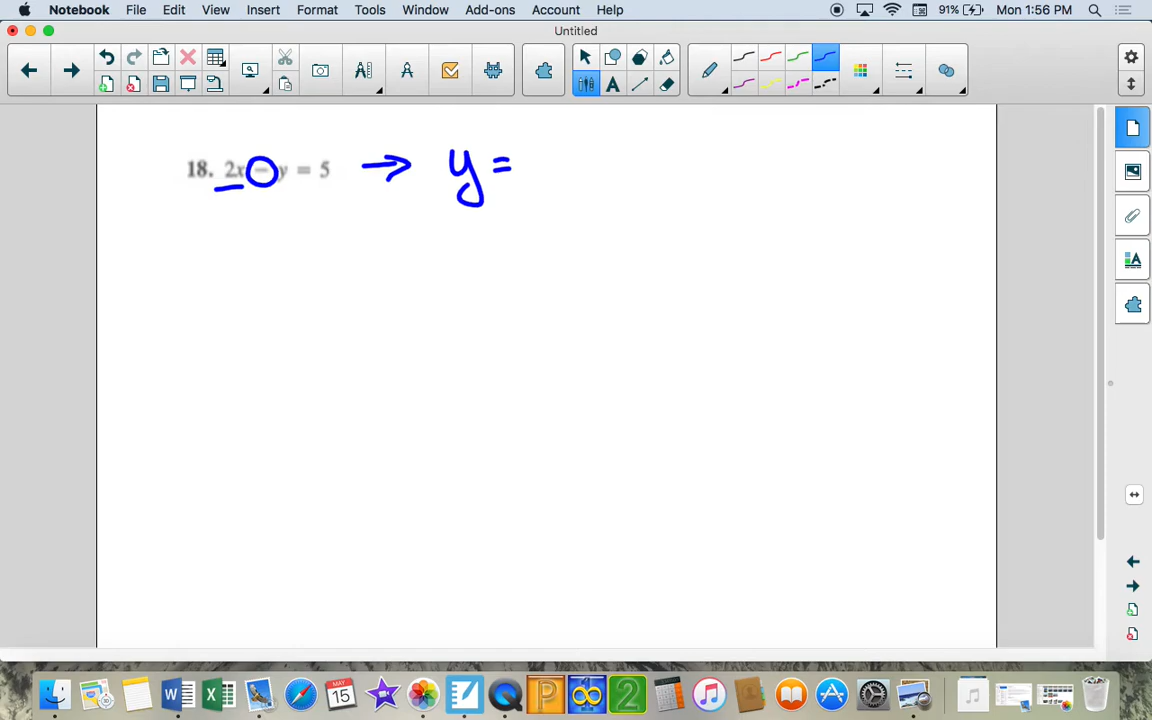 Notebook File Edit View Insert Format Tools Window Add-ons Account Help 91% Mon 1:56 PM
Untitled
18. 2x − y = 5 → y =